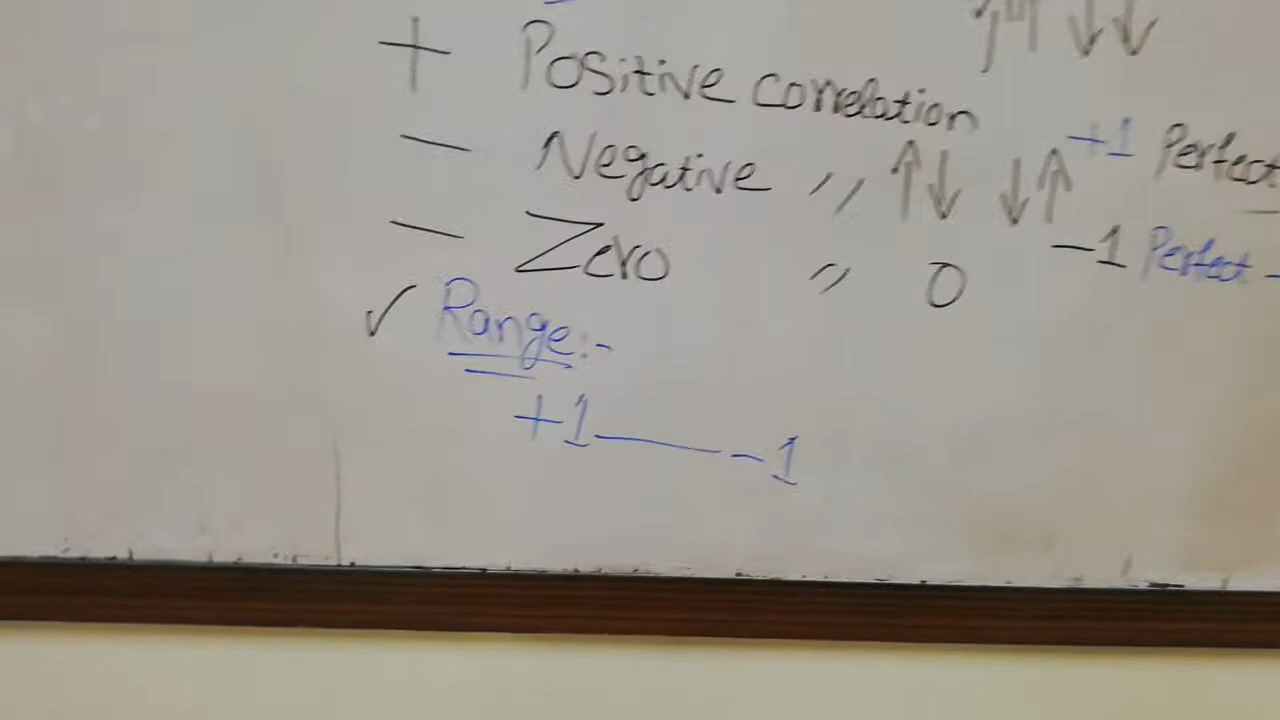 ↑↑ ↓↓
+ Positive correlation
— Negative ,, ↑↓ ↓↑ +1 Perfect
— Zero ,, 0 -1 Perfect -
✓ Range:-
+1 —— -1